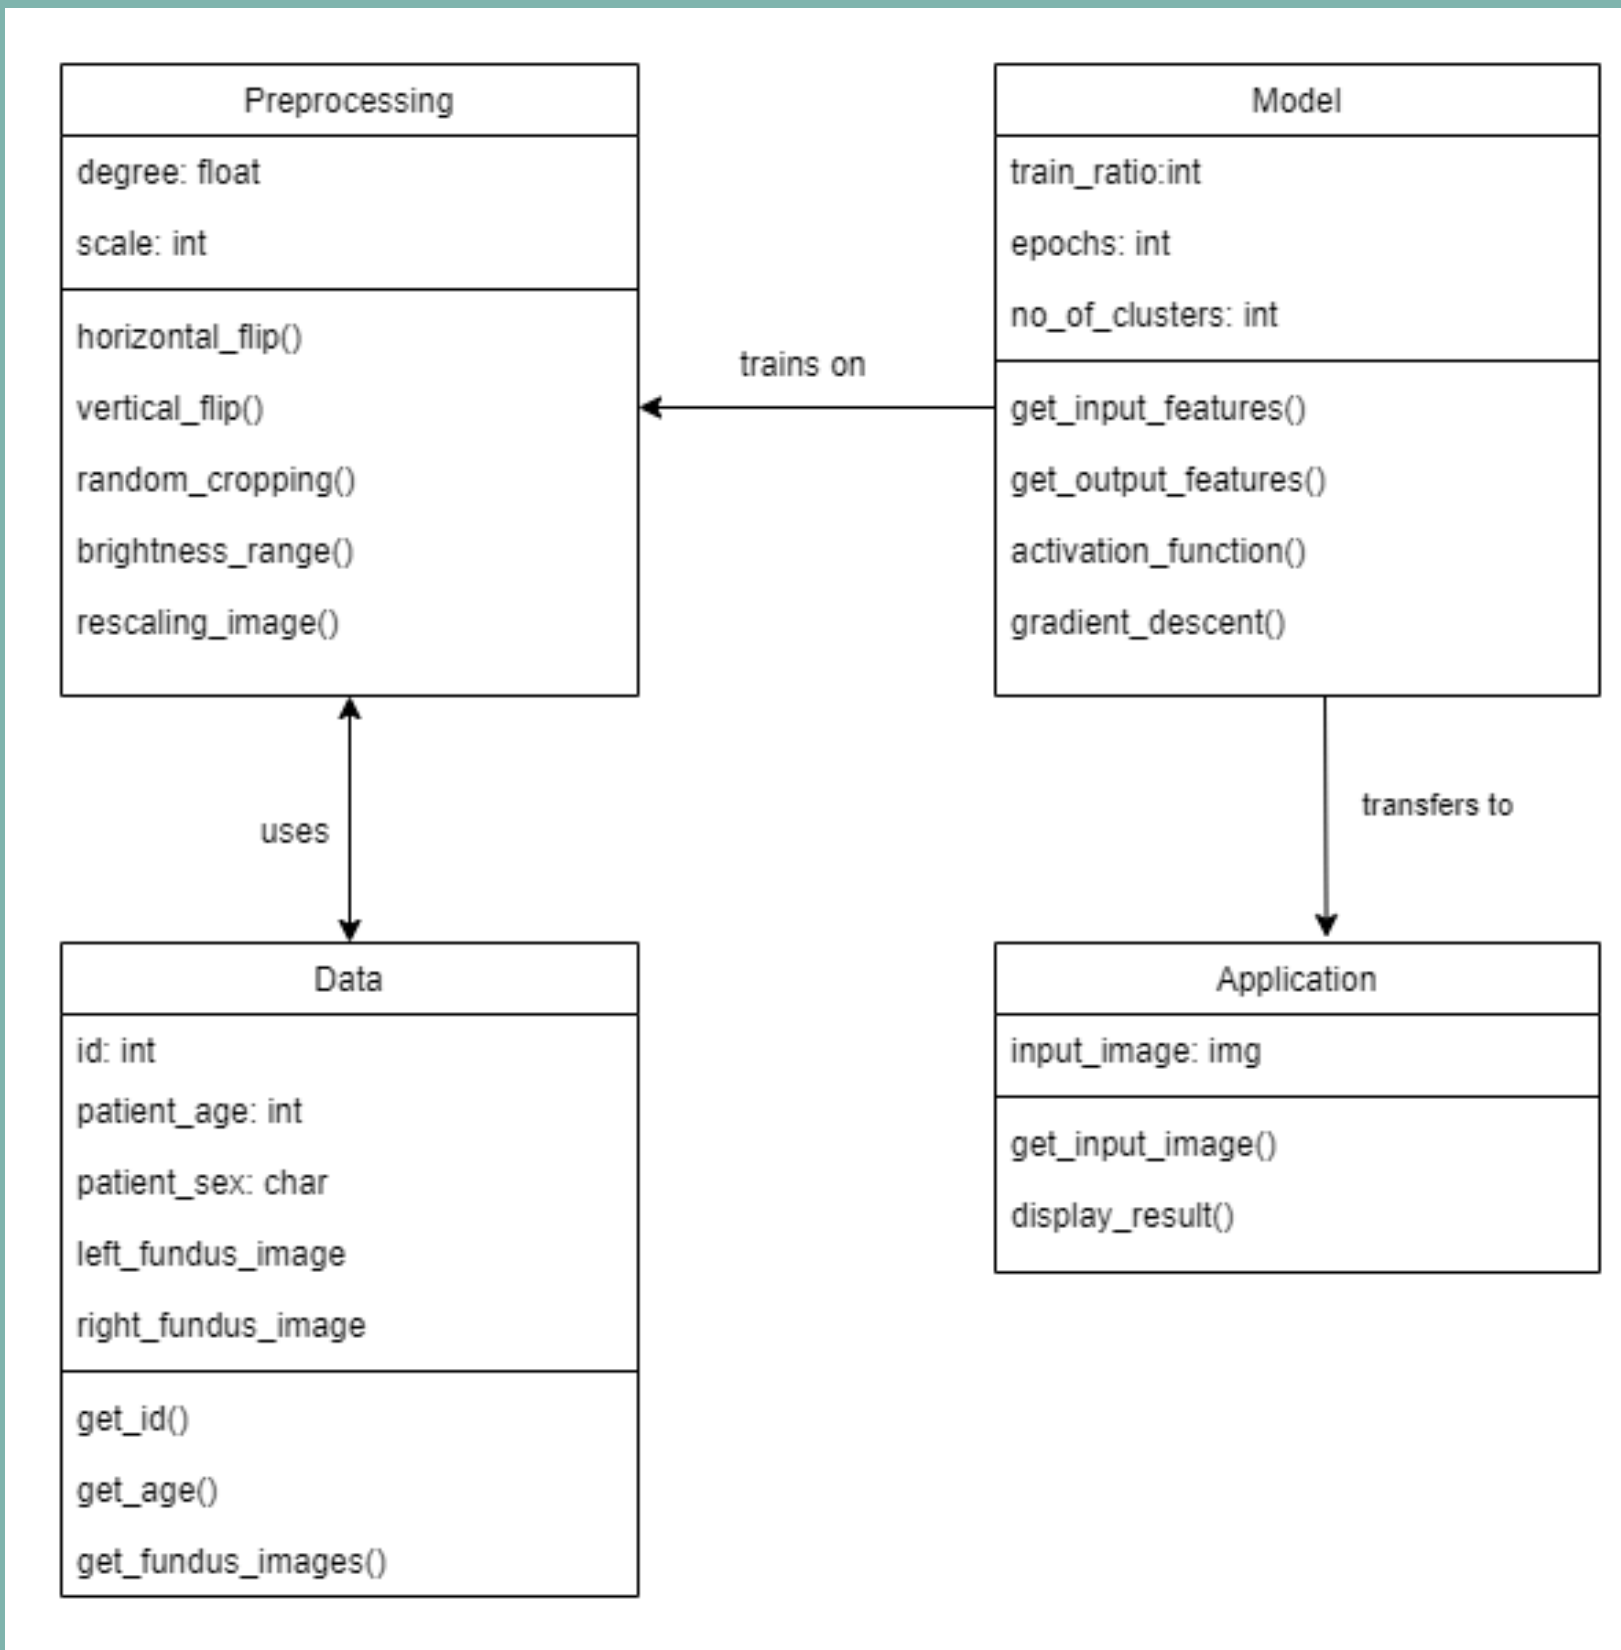 Preprocessing
degree: float
scale: int
horizontal_flip()
vertical_flip()
random_cropping()
brightness_range()
rescaling_image()
trains on
Model
train_ratio:int
epochs: int
no_of_clusters: int
get_input_features()
get_output_features()
activation_function()
gradient_descent()
uses
transfers to
Data
id: int
patient_age: int
patient_sex: char
left_fundus_image
right_fundus_image
get_id()
get_age()
get_fundus_images()
Application
input_image: img
get_input_image()
display_result()